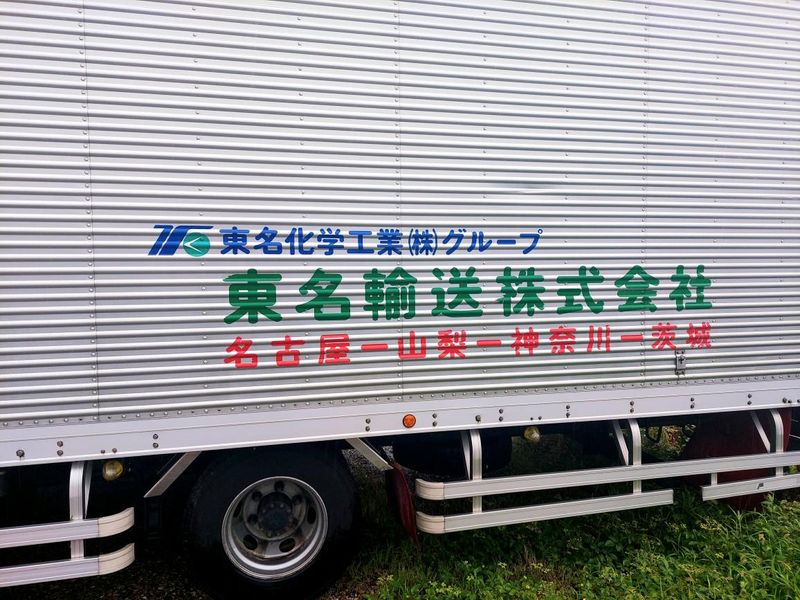 東名化学工業(株)グループ
東名輸送株式会社
名古屋ー山梨ー神奈川ー茨城